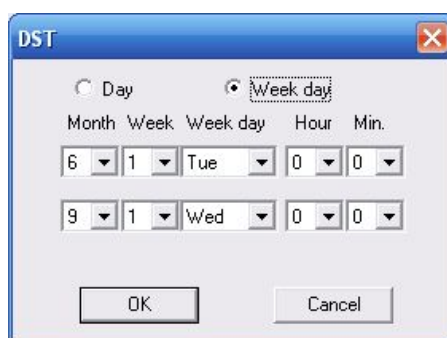 DST
Day Week day
Month Week Week day Hour Min.
6 1 Tue 0 0
9 1 Wed 0 0
OK Cancel